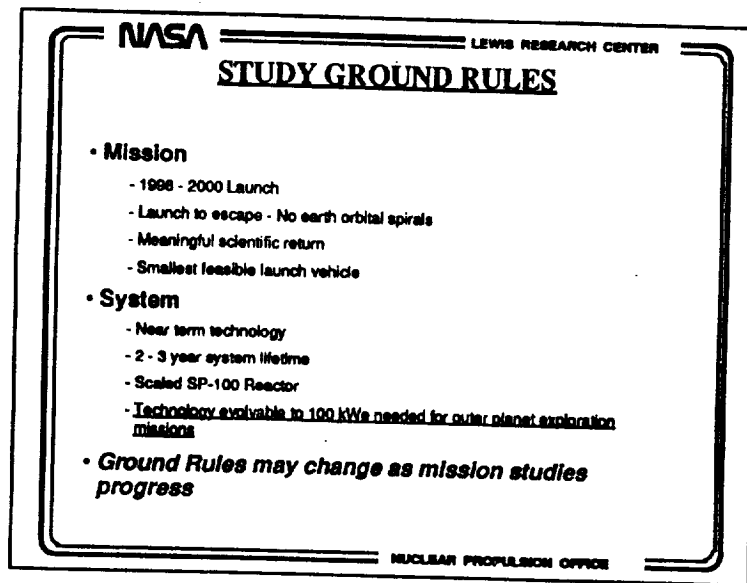 NASA
LEWIS RESEARCH CENTER
STUDY GROUND RULES
• Mission
- 1998 - 2000 Launch
- Launch to escape - No earth orbital spirals
- Meaningful scientific return
- Smallest feasible launch vehicle
• System
- Near term technology
- 2 - 3 year system lifetime
- Scaled SP-100 Reactor
- Technology evolvable to 100 kWe needed for outer planet exploration
missions
• Ground Rules may change as mission studies
progress
NUCLEAR PROPULSION OFFICE